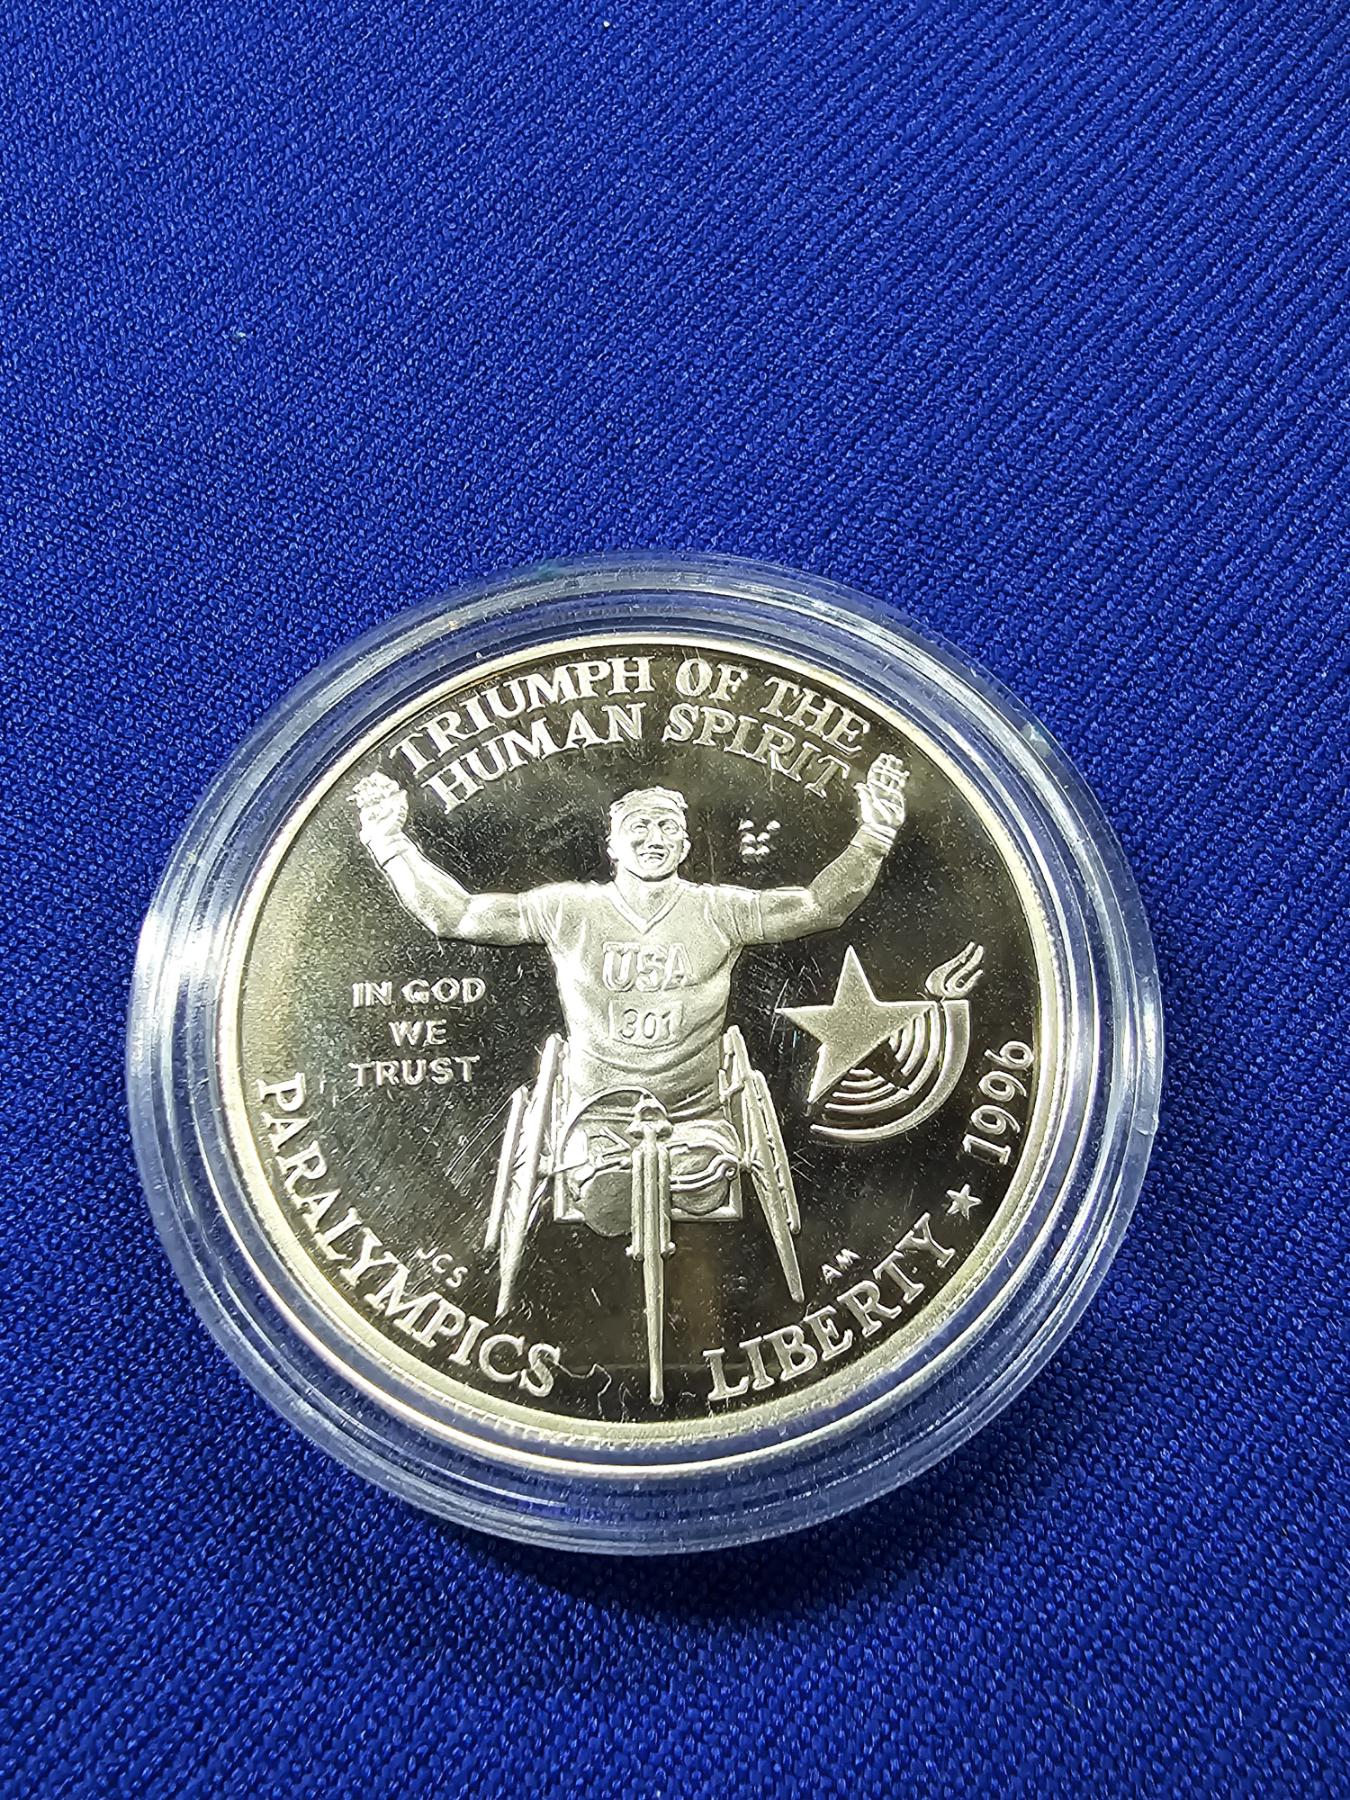 TRIUMPH OF THE
HUMAN SPIRIT
USA
301
IN GOD
WE
TRUST
PARALYMPICS
JCS
AM
LIBERTY ★ 1996